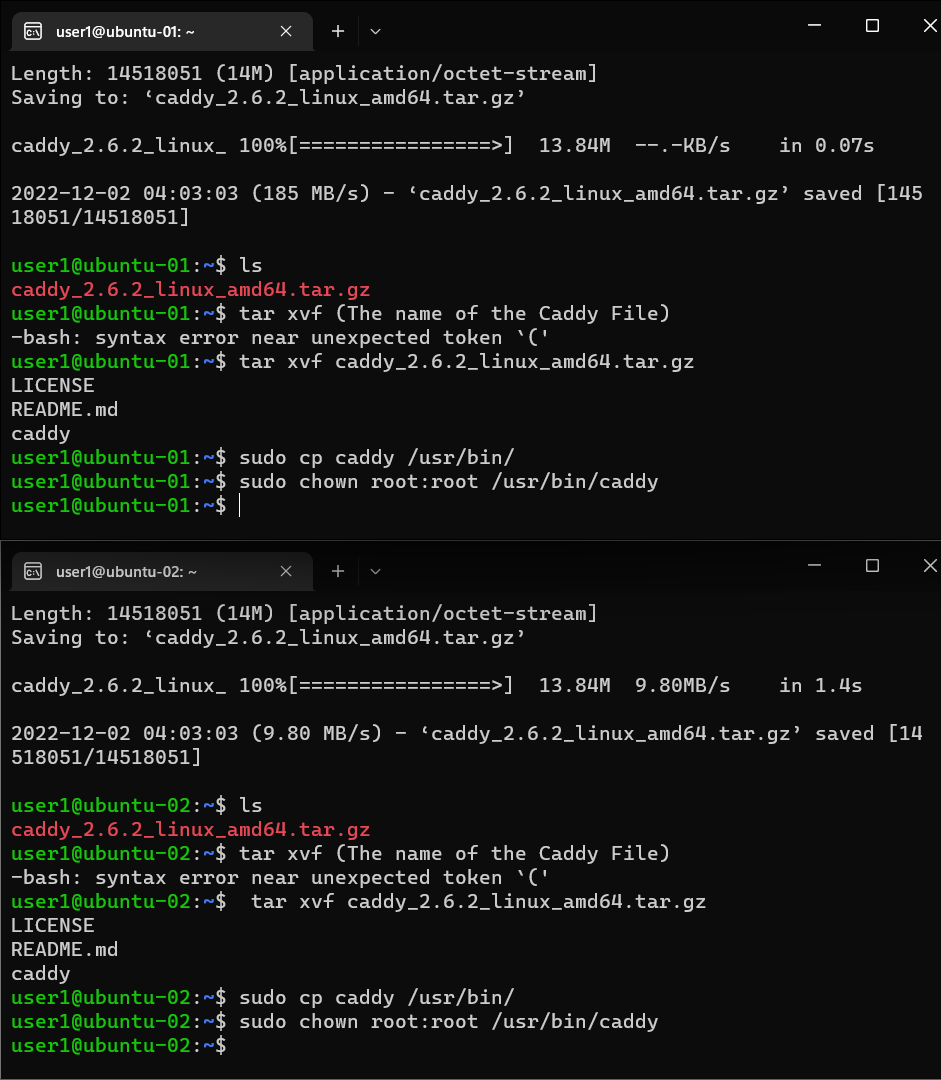 user1@ubuntu-01: ~
Length: 14518051 (14M) [application/octet-stream]
Saving to: ‘caddy_2.6.2_linux_amd64.tar.gz’
caddy_2.6.2_linux_ 100%[================>]  13.84M  --.-KB/s    in 0.07s
2022-12-02 04:03:03 (185 MB/s) - ‘caddy_2.6.2_linux_amd64.tar.gz’ saved [145
18051/14518051]
user1@ubuntu-01:~$ ls
caddy_2.6.2_linux_amd64.tar.gz
user1@ubuntu-01:~$ tar xvf (The name of the Caddy File)
-bash: syntax error near unexpected token `('
user1@ubuntu-01:~$ tar xvf caddy_2.6.2_linux_amd64.tar.gz
LICENSE
README.md
caddy
user1@ubuntu-01:~$ sudo cp caddy /usr/bin/
user1@ubuntu-01:~$ sudo chown root:root /usr/bin/caddy
user1@ubuntu-01:~$
user1@ubuntu-02: ~
Length: 14518051 (14M) [application/octet-stream]
Saving to: ‘caddy_2.6.2_linux_amd64.tar.gz’
caddy_2.6.2_linux_ 100%[================>]  13.84M  9.80MB/s    in 1.4s
2022-12-02 04:03:03 (9.80 MB/s) - ‘caddy_2.6.2_linux_amd64.tar.gz’ saved [14
518051/14518051]
user1@ubuntu-02:~$ ls
caddy_2.6.2_linux_amd64.tar.gz
user1@ubuntu-02:~$ tar xvf (The name of the Caddy File)
-bash: syntax error near unexpected token `('
user1@ubuntu-02:~$  tar xvf caddy_2.6.2_linux_amd64.tar.gz
LICENSE
README.md
caddy
user1@ubuntu-02:~$ sudo cp caddy /usr/bin/
user1@ubuntu-02:~$ sudo chown root:root /usr/bin/caddy
user1@ubuntu-02:~$